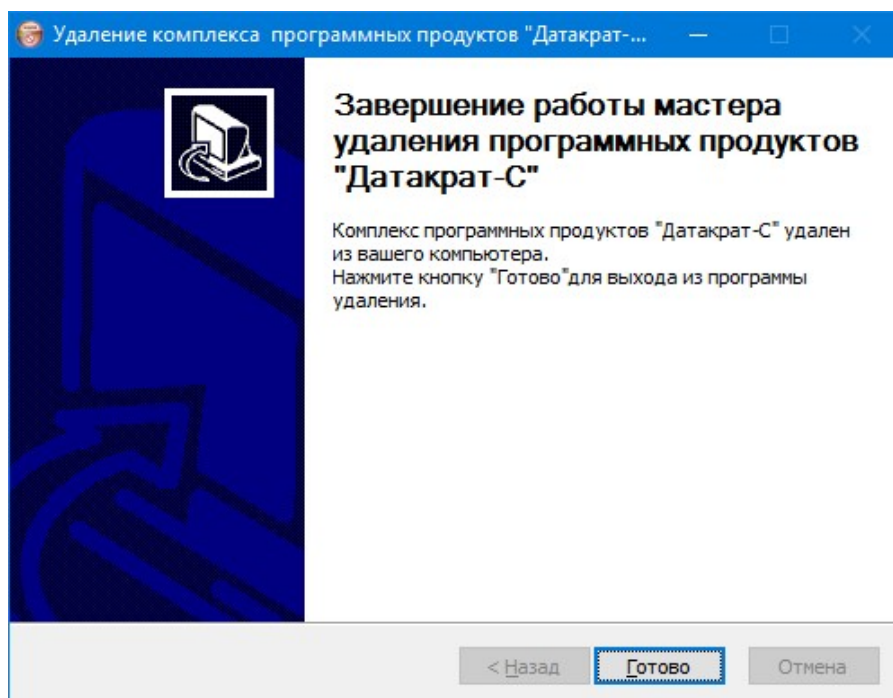 Удаление комплекса  программных продуктов "Датакрат-...
Завершение работы мастера
удаления программных продуктов
"Датакрат-С"
Комплекс программных продуктов "Датакрат-С" удален
из вашего компьютера.
Нажмите кнопку "Готово"для выхода из программы
удаления.
< Назад Готово Отмена